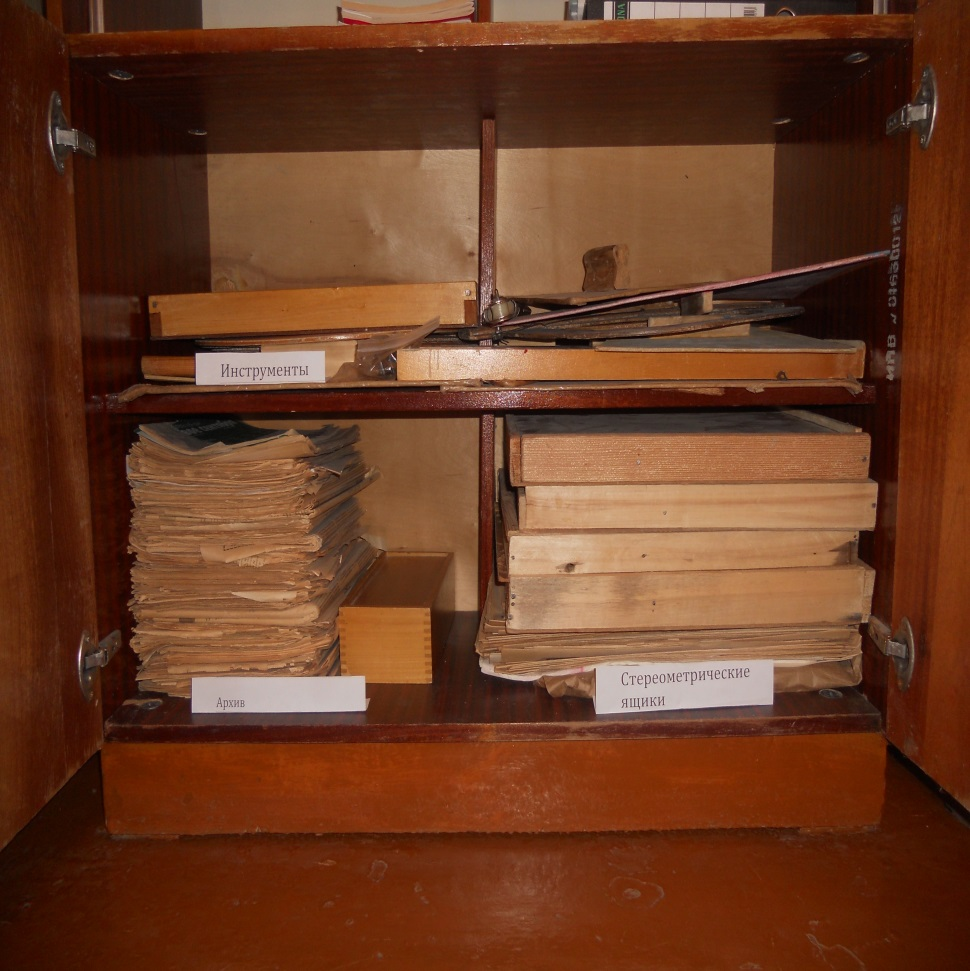 Инструменты
Архив
Стереометрические
ящики